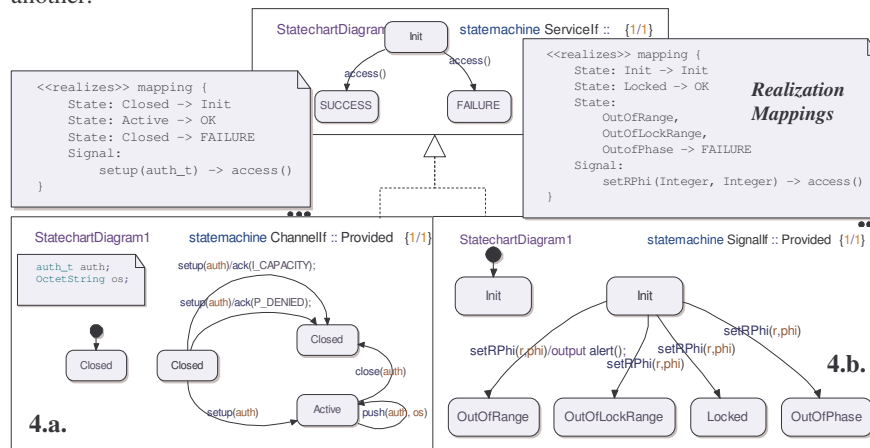 another.
StatechartDiagram statemachine ServiceIf :: {1/1}
Init
access()
access()
SUCCESS
FAILURE
<<realizes>> mapping {
State: Closed -> Init
State: Active -> OK
State: Closed -> FAILURE
Signal:
setup(auth_t) -> access()
}
<<realizes>> mapping {
State: Init -> Init
State: Locked -> OK
State:
OutOfRange,
OutOfLockRange,
OutofPhase -> FAILURE
Signal:
setRPhi(Integer, Integer) -> access()
}
Realization
Mappings
StatechartDiagram1 statemachine ChannelIf :: Provided {1/1}
auth_t auth;
OctetString os;
setup(auth)/ack(I_CAPACITY);
setup(auth)/ack(P_DENIED);
Closed
Closed
Closed
close(auth)
setup(auth)
Active
push(auth, os)
4.a.
StatechartDiagram1 statemachine SignalIf :: Provided {1/1}
Init
Init
setRPhi(r,phi)/output alert();
setRPhi(r,phi)
setRPhi(r,phi)
setRPhi(r,phi)
4.b.
OutOfRange
OutOfLockRange
Locked
OutOfPhase